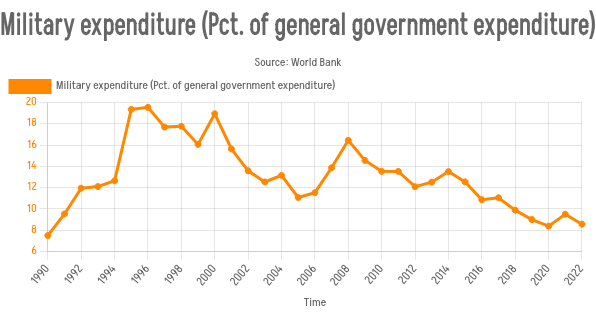 Military expenditure (Pct. of general government expenditure)
Source: World Bank
Military expenditure (Pct. of general government expenditure)
20
18
16
14
12
10
8
6
1990 1992 1994 1996 1998 2000 2002 2004 2006 2008 2010 2012 2014 2016 2018 2020 2022
Time